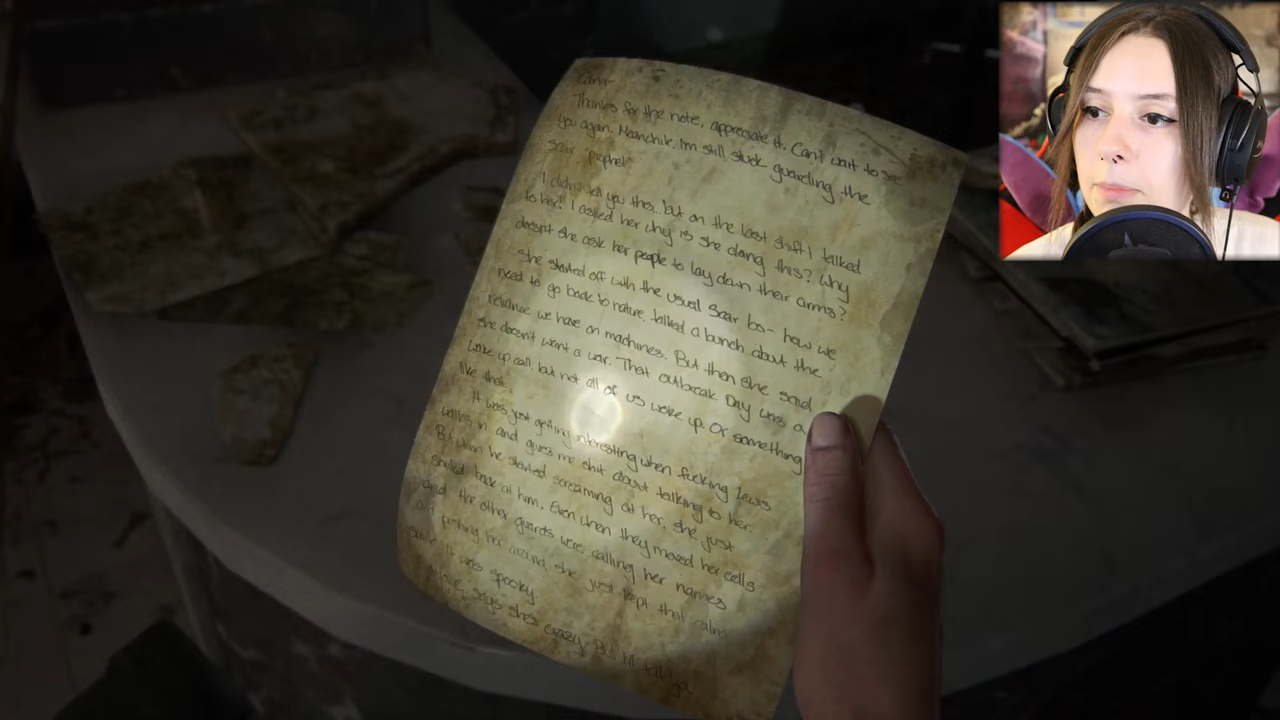 Thanks for the note, appreciate it. Can't wait to see
you again. Meanwhile, I'm still stuck guarding the
Scar "prophet".
I didn't tell you this... but on the last shift I talked
to her! I asked her why is she doing this? Why
doesn't she ask her people to lay down their arms?
She started off with the usual Scar bs- how we
need to go back to nature, talked a bunch about the
reliance we have on machines. But then she said
she doesn't want a war. That outbreak Day was a
wake up call but not all of us woke up. Or something
like that.
It was just getting interesting when fucking Lewis
walks in and gives me shit about talking to her.
But when he started screaming at her, she just
smiled back at him. Even when they moved her cells
and the other guards were calling her names
and pushing her around, she just kept that calm
smile. It was spooky.
says she's crazy. But I'll tell you